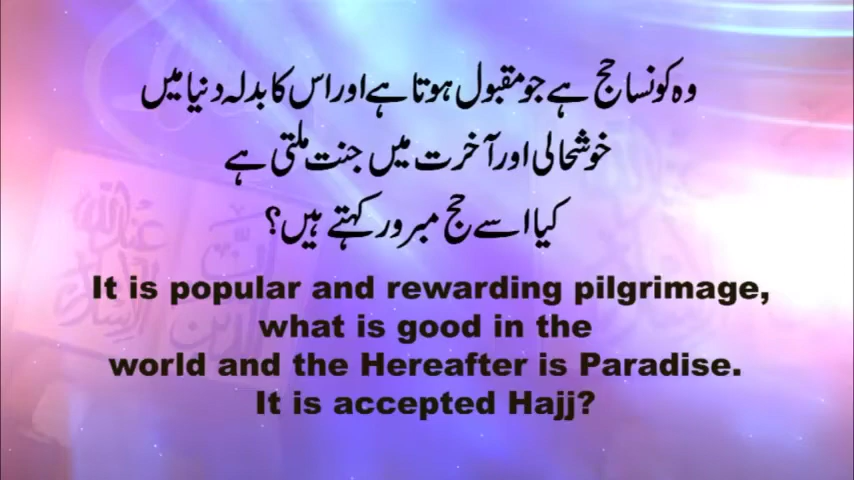 وہ کونسا حج ہے جو مقبول ہوتا ہے اور اس کا بدلہ دنیا میں
خوشحالی اور آخرت میں جنت ملتی ہے
کیا اسے حج مبرور کہتے ہیں؟
It is popular and rewarding pilgrimage,
what is good in the
world and the Hereafter is Paradise.
It is accepted Hajj?